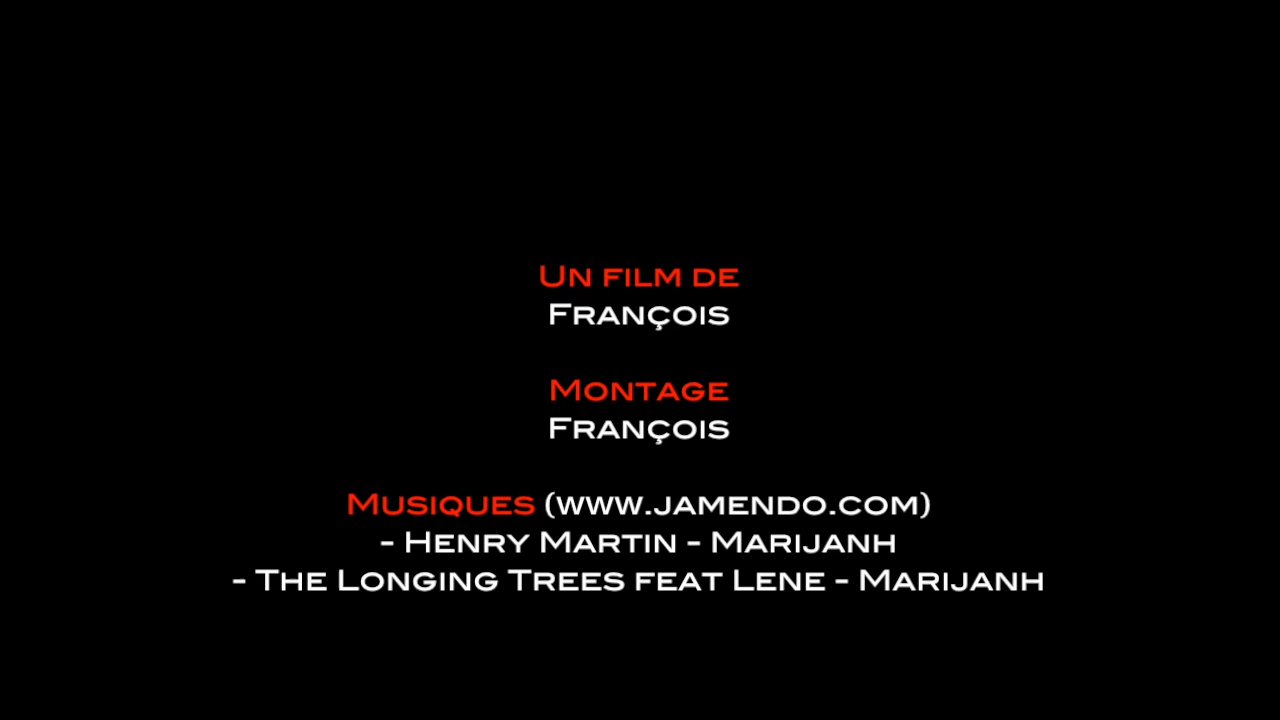 Un film de
François
Montage
François
Musiques (www.jamendo.com)
- Henry Martin - Marijanh
- The Longing Trees feat Lene - Marijanh